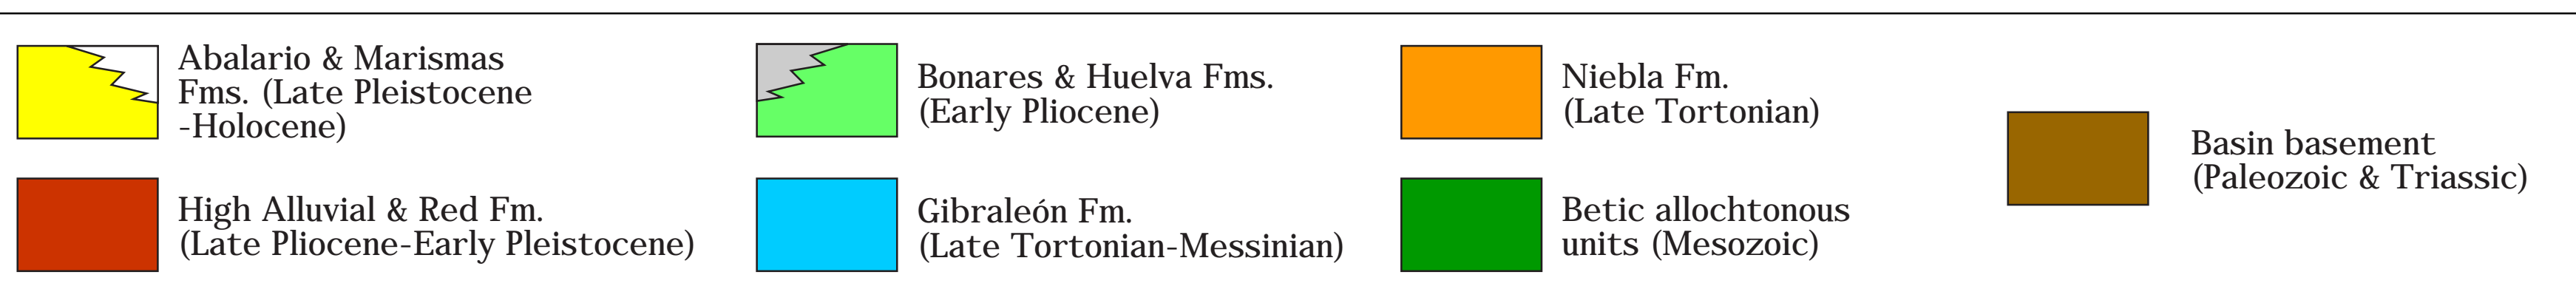 Abalario & Marismas
Fms. (Late Pleistocene
-Holocene)
High Alluvial & Red Fm.
(Late Pliocene-Early Pleistocene)
Bonares & Huelva Fms.
(Early Pliocene)
Gibraleón Fm.
(Late Tortonian-Messinian)
Niebla Fm.
(Late Tortonian)
Betic allochtonous
units (Mesozoic)
Basin basement
(Paleozoic & Triassic)